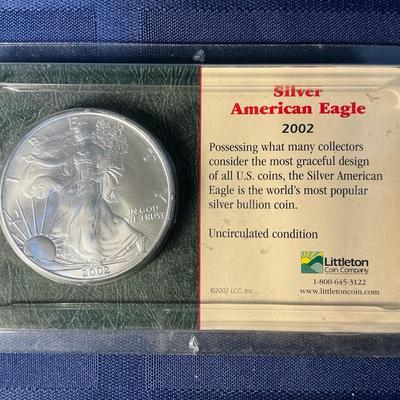 LIBERTY
IN GOD
WE TRUST
2002
Silver
American Eagle
2002
Possessing what many collectors
consider the most graceful design
of all U.S. coins, the Silver American
Eagle is the world's most popular
silver bullion coin.
Uncirculated condition
Littleton
Coin Company
1-800-645-3122
www.littletoncoin.com
©2002 LCC, Inc.